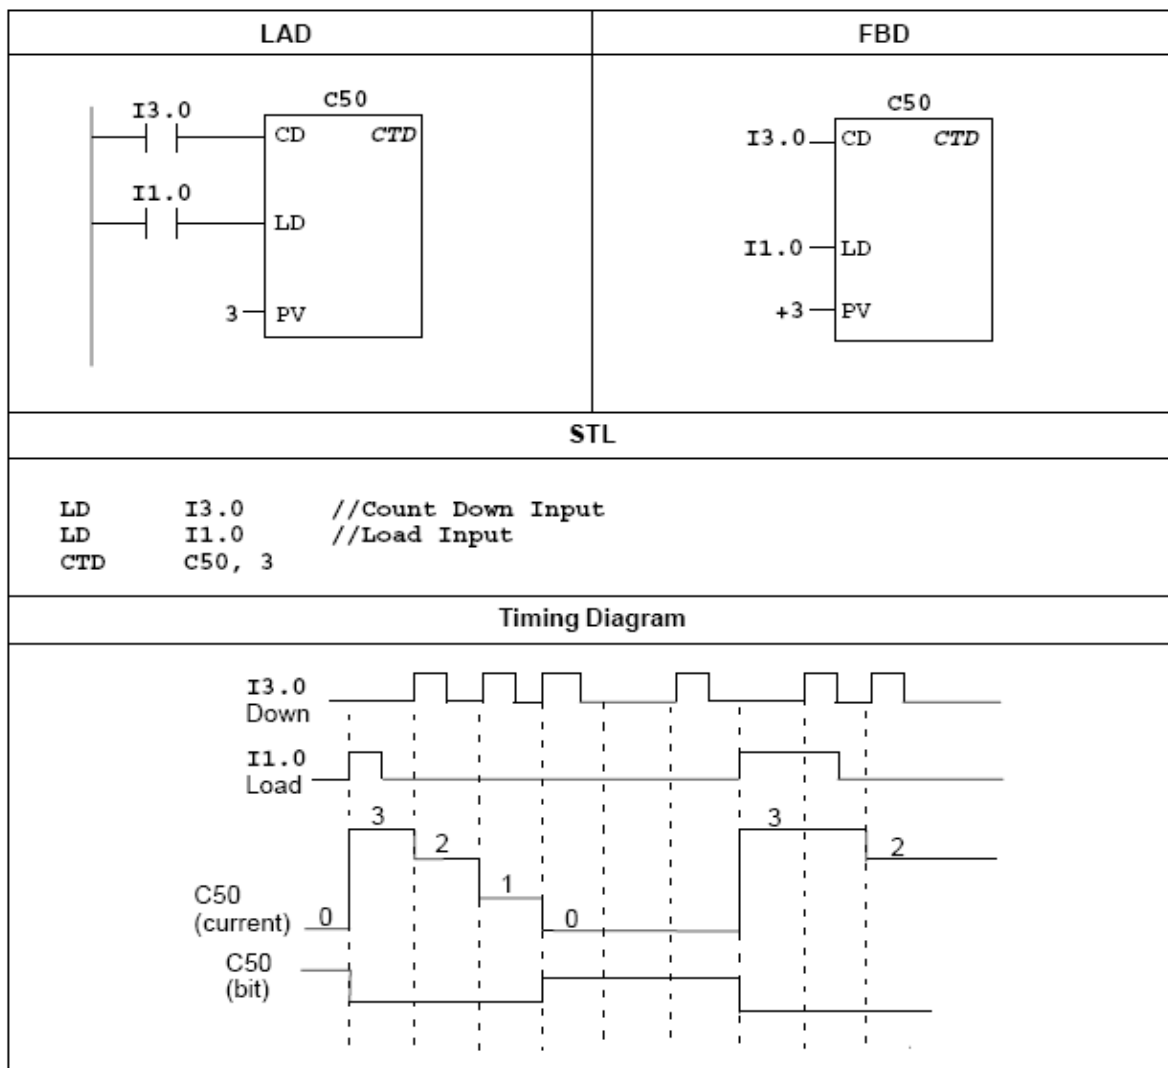 LAD
FBD
C50
I3.0
CD CTD
I1.0
LD
3 PV
C50
I3.0 CD CTD
I1.0 LD
+3 PV
STL
LD I3.0 //Count Down Input
LD I1.0 //Load Input
CTD C50, 3
Timing Diagram
I3.0
Down
I1.0
Load
3 3
2 2
1
C50
(current) 0 0
C50
(bit)